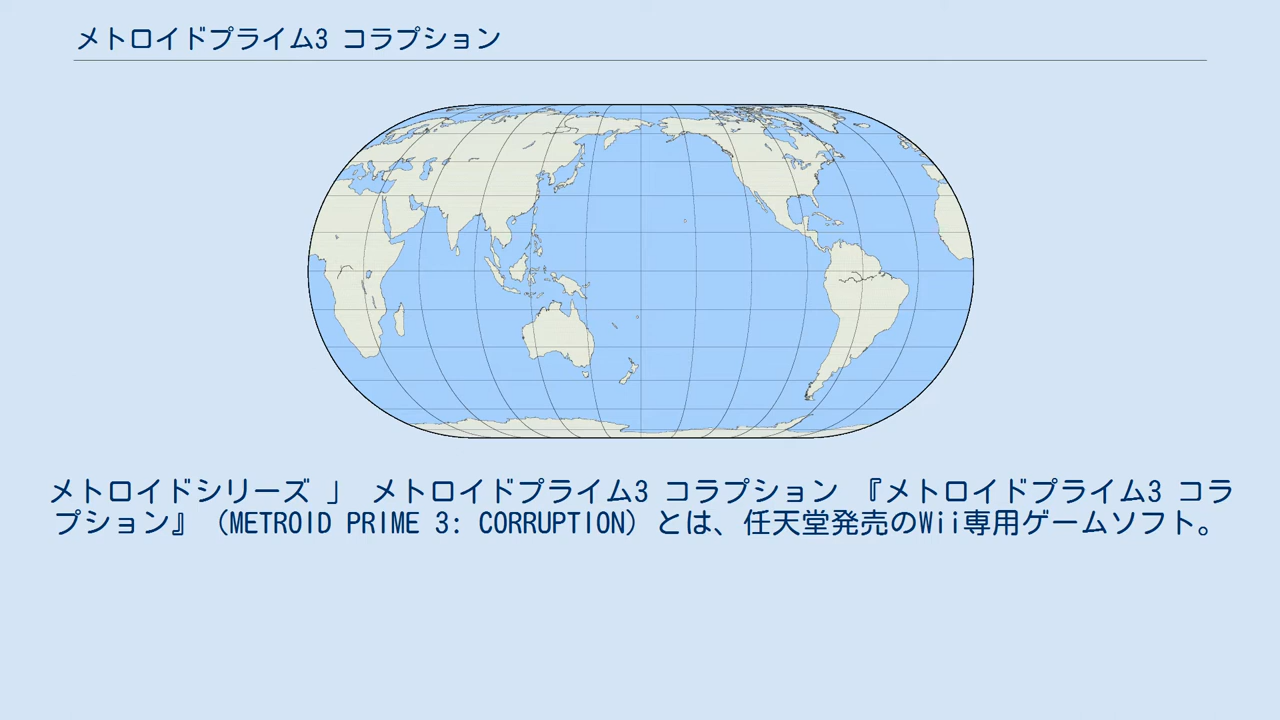 メトロイドプライム3 コラプション
メトロイドシリーズ 」 メトロイドプライム3 コラプション 『メトロイドプライム3 コラ
プション』（METROID PRIME 3: CORRUPTION）とは、任天堂発売のWii専用ゲームソフト。